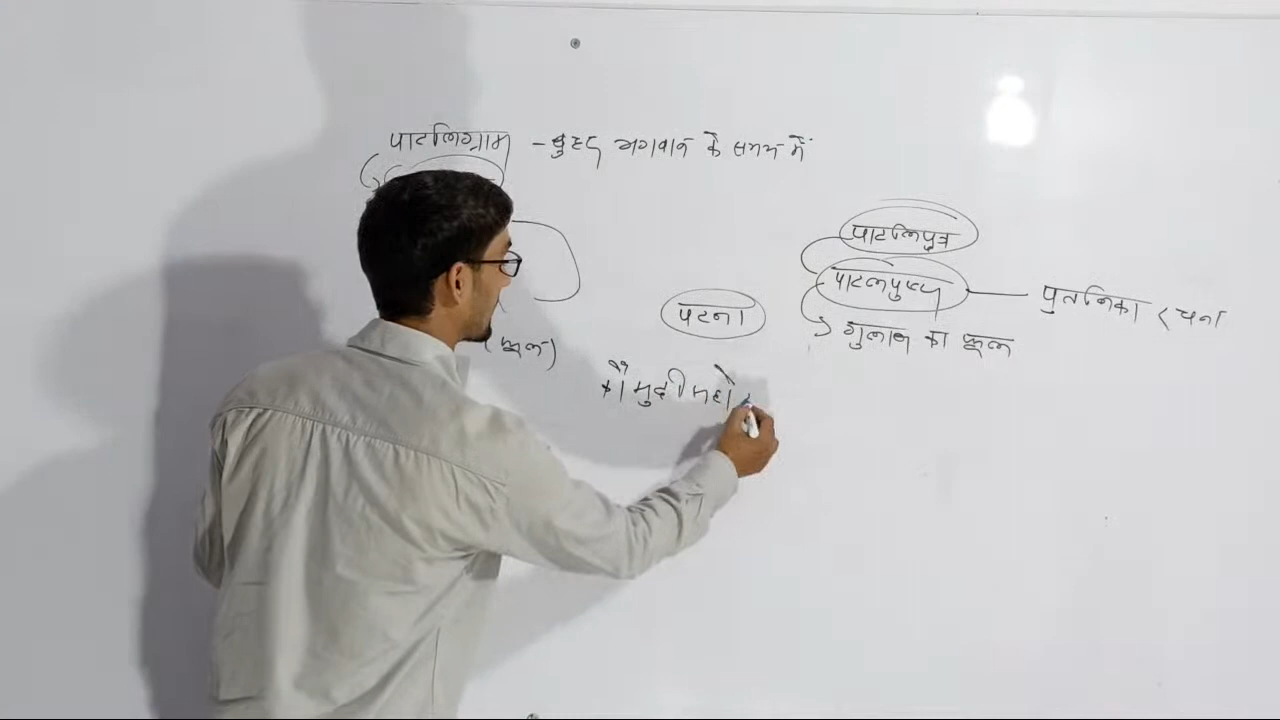 पाटलिग्राम - बुद्ध भगवान के समय में
पाटलिपुत्र
पाटलपुष्प — पुतलिका रचना
पटना
गुलाब का फूल
(फूल)
कौमुदी महो